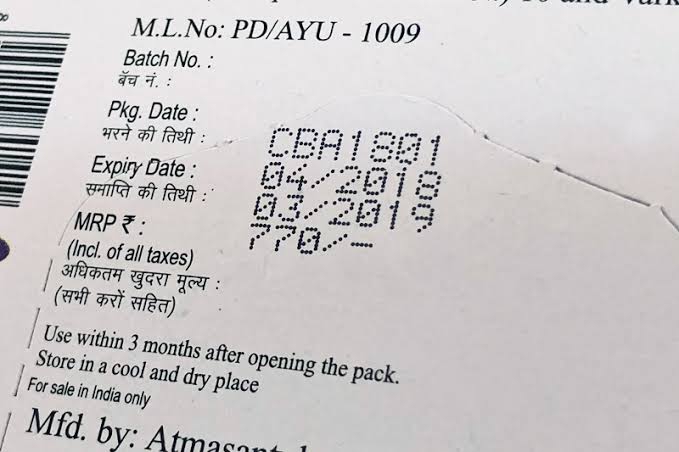 M.L.No: PD/AYU - 1009
Batch No. :
बॅच नं. :
Pkg. Date :
भरने की तिथी :
CBA1801
Expiry Date :
04/2018
समाप्ति की तिथी :
03/2019
MRP ₹ :
770/-
(Incl. of all taxes)
अधिकतम खुदरा मूल्य :
(सभी करों सहित)
Use within 3 months after opening the pack.
Store in a cool and dry place
For sale in India only
Mfd. by: